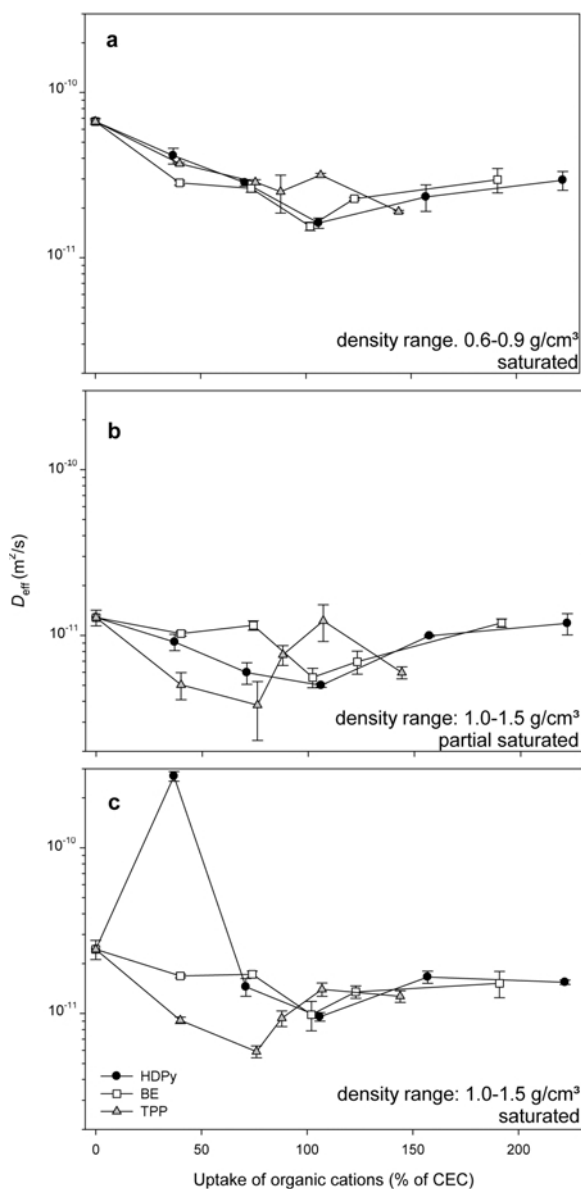 a
10⁻¹⁰
10⁻¹¹
density range. 0.6-0.9 g/cm³
saturated
b
10⁻¹⁰
10⁻¹¹
D_eff (m²/s)
density range: 1.0-1.5 g/cm³
partial saturated
c
10⁻¹⁰
10⁻¹¹
HDPy
BE
TPP
density range: 1.0-1.5 g/cm³
saturated
0 50 100 150 200
Uptake of organic cations (% of CEC)